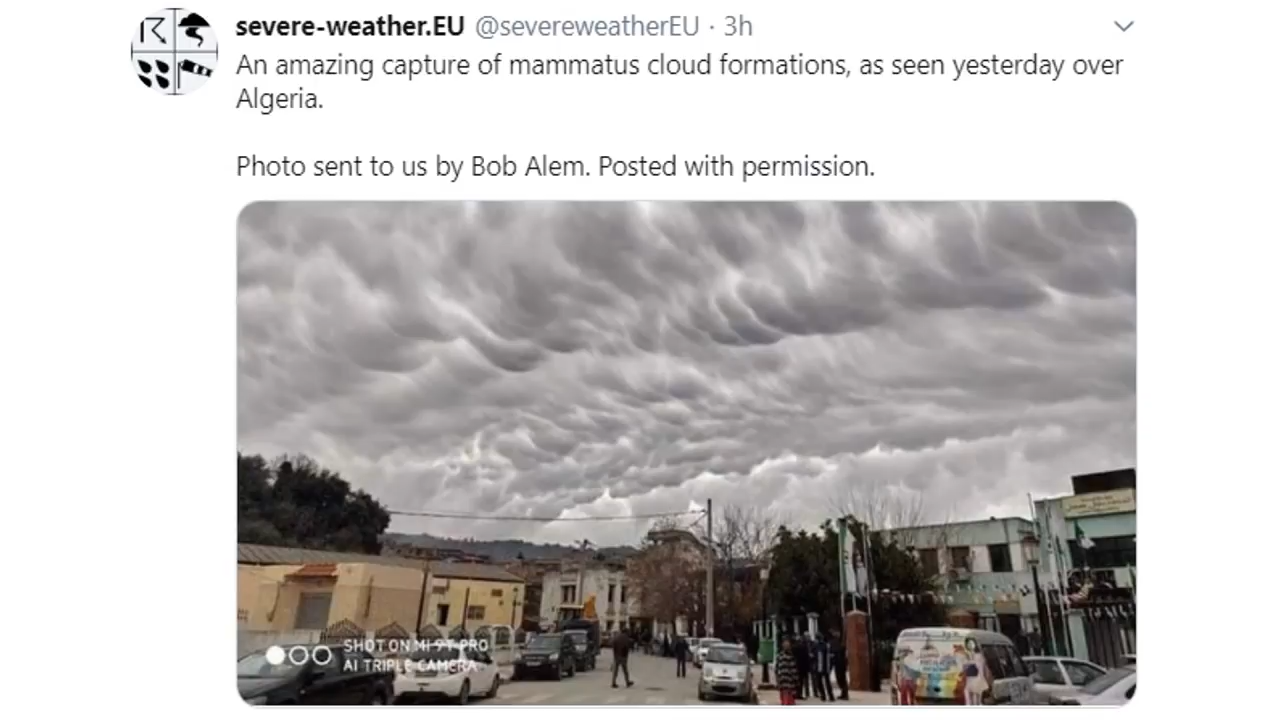 severe-weather.EU @severeweatherEU · 3h
An amazing capture of mammatus cloud formations, as seen yesterday over
Algeria.
Photo sent to us by Bob Alem. Posted with permission.
SHOT ON MI 9T PRO
AI TRIPLE CAMERA